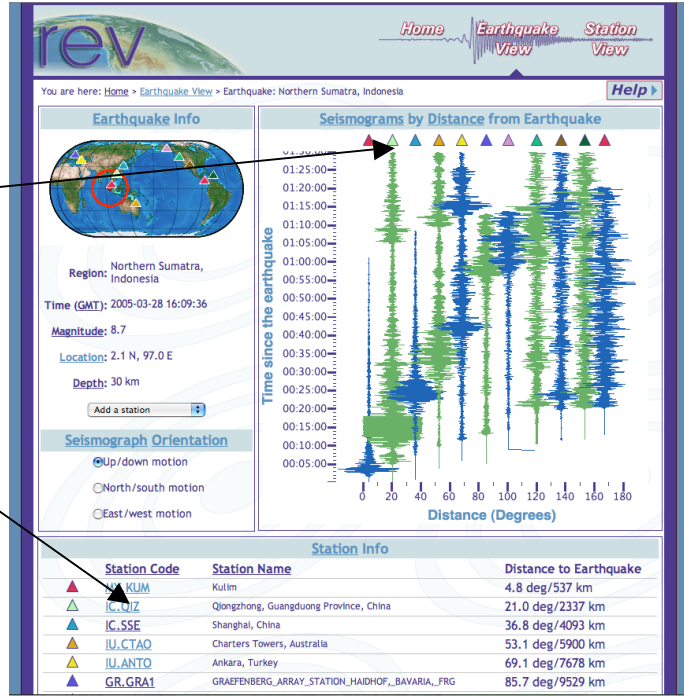 rev
Home Earthquake View Station View
You are here: Home > Earthquake View > Earthquake: Northern Sumatra, Indonesia
Help
Earthquake Info
Region: Northern Sumatra, Indonesia
Time (GMT): 2005-03-28 16:09:36
Magnitude: 8.7
Location: 2.1 N, 97.0 E
Depth: 30 km
Add a station
Seismograph Orientation
Up/down motion
North/south motion
East/west motion
Seismograms by Distance from Earthquake
Time since the earthquake
01:30:00
01:25:00
01:20:00
01:15:00
01:10:00
01:05:00
01:00:00
00:55:00
00:50:00
00:45:00
00:40:00
00:35:00
00:30:00
00:25:00
00:20:00
00:15:00
00:10:00
00:05:00
0 20 40 60 80 100 120 140 160 180
Distance (Degrees)
Station Info
Station Code Station Name Distance to Earthquake
MY.KUM Kulim 4.8 deg/537 km
IC.QIZ Qiongzhong, Guangduong Province, China 21.0 deg/2337 km
IC.SSE Shanghai, China 36.8 deg/4093 km
IU.CTAO Charters Towers, Australia 53.1 deg/5900 km
IU.ANTO Ankara, Turkey 69.1 deg/7678 km
GR.GRA1 GRAEFENBERG_ARRAY_STATION_HAIDHOF,_BAVARIA,_FRG 85.7 deg/9529 km